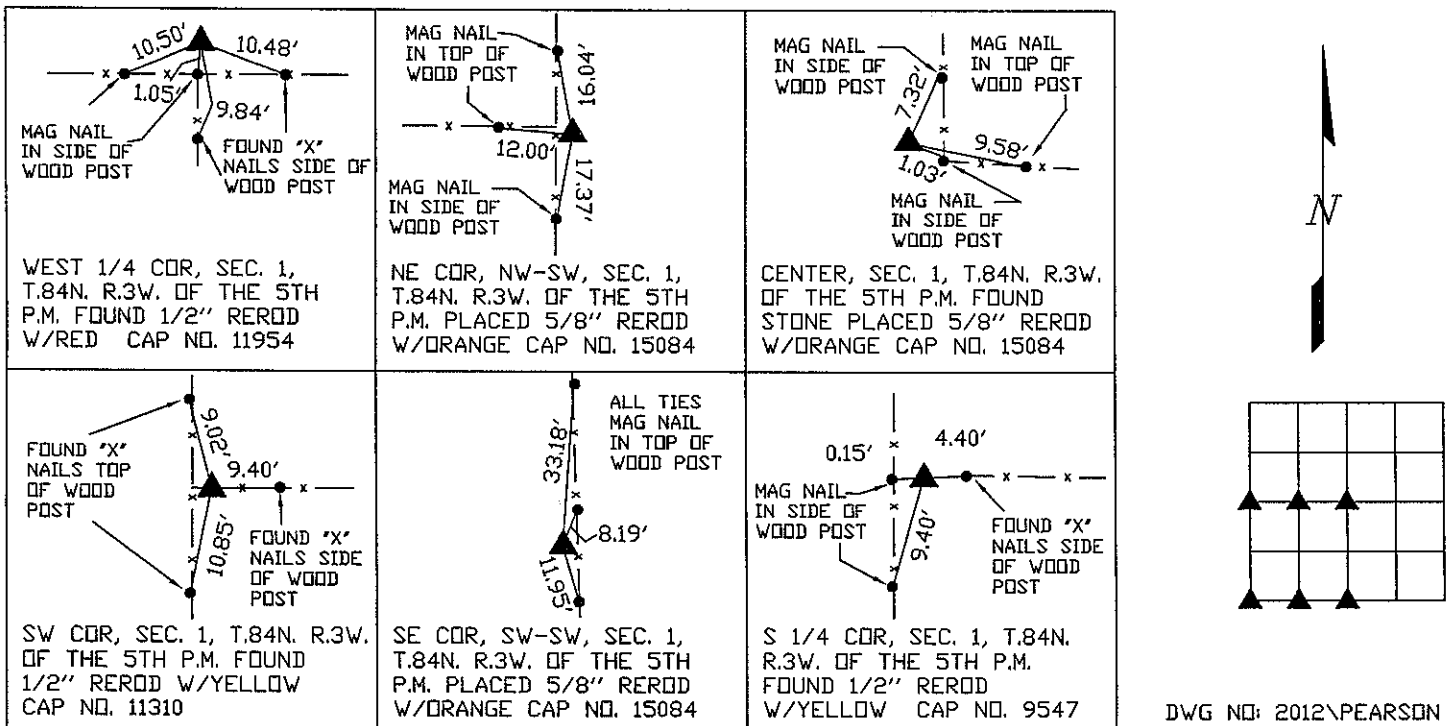 10.50'
10.48'
1.05'
9.84'
MAG NAIL
IN SIDE OF
WOOD POST
FOUND "X"
NAILS SIDE OF
WOOD POST
WEST 1/4 COR, SEC. 1,
T.84N. R.3W. OF THE 5TH
P.M. FOUND 1/2" REROD
W/RED CAP NO. 11954
MAG NAIL
IN TOP OF
WOOD POST
16.04'
12.00'
17.37'
MAG NAIL
IN SIDE OF
WOOD POST
NE COR, NW-SW, SEC. 1,
T.84N. R.3W. OF THE 5TH
P.M. PLACED 5/8" REROD
W/ORANGE CAP NO. 15084
MAG NAIL
IN SIDE OF
WOOD POST
MAG NAIL
IN TOP OF
WOOD POST
7.32'
9.58'
1.03'
MAG NAIL
IN SIDE OF
WOOD POST
CENTER, SEC. 1, T.84N. R.3W.
OF THE 5TH P.M. FOUND
STONE PLACED 5/8" REROD
W/ORANGE CAP NO. 15084
N
FOUND "X"
NAILS TOP
OF WOOD
POST
9.02'
9.40'
10.85'
FOUND "X"
NAILS SIDE
OF WOOD
POST
SW COR, SEC. 1, T.84N. R.3W.
OF THE 5TH P.M. FOUND
1/2" REROD W/YELLOW
CAP NO. 11310
ALL TIES
MAG NAIL
IN TOP OF
WOOD POST
33.18'
8.19'
11.95'
SE COR, SW-SW, SEC. 1,
T.84N. R.3W. OF THE 5TH
P.M. PLACED 5/8" REROD
W/ORANGE CAP NO. 15084
0.15'
4.40'
MAG NAIL
IN SIDE OF
WOOD POST
9.40'
FOUND "X"
NAILS SIDE
OF WOOD
POST
S 1/4 COR, SEC. 1, T.84N.
R.3W. OF THE 5TH P.M.
FOUND 1/2" REROD
W/YELLOW CAP NO. 9547
DWG NO: 2012\PEARSON